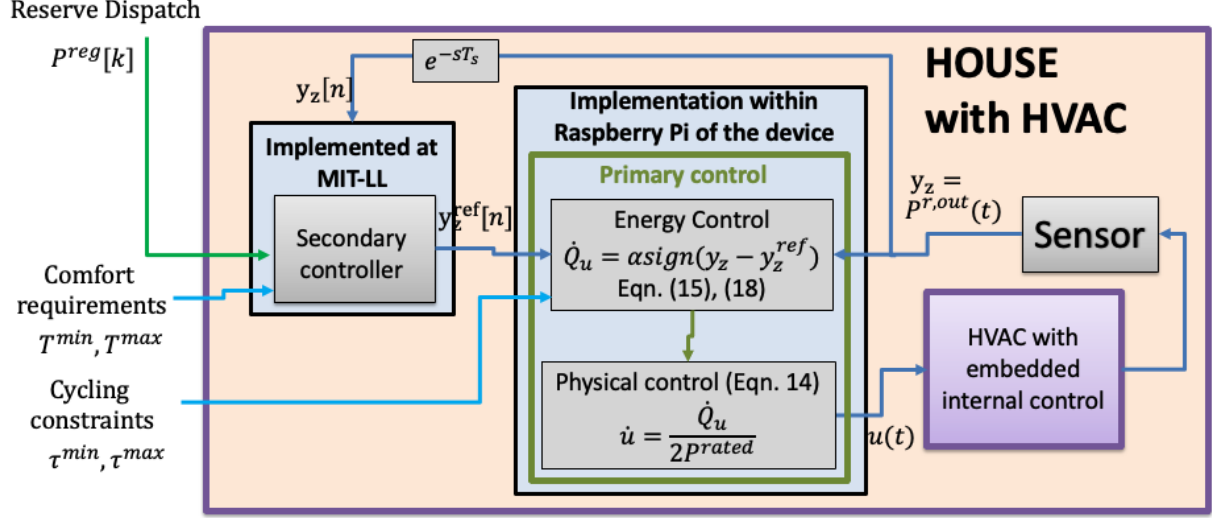 Reserve Dispatch
P^{reg}[k]
e^{-sT_s}
y_z[n]
HOUSE
with HVAC
Implementation within
Raspberry Pi of the device
Implemented at
MIT-LL
Secondary
controller
y_z^{ref}[n]
Primary control
Energy Control
Q̇_u = αsign(y_z − y_z^{ref})
Eqn. (15), (18)
y_z =
P^{r,out}(t)
Sensor
Comfort
requirements
T^{min}, T^{max}
Cycling
constraints
τ^{min}, τ^{max}
Physical control (Eqn. 14)
u̇ = Q̇_u / 2P^{rated}
u(t)
HVAC with
embedded
internal control